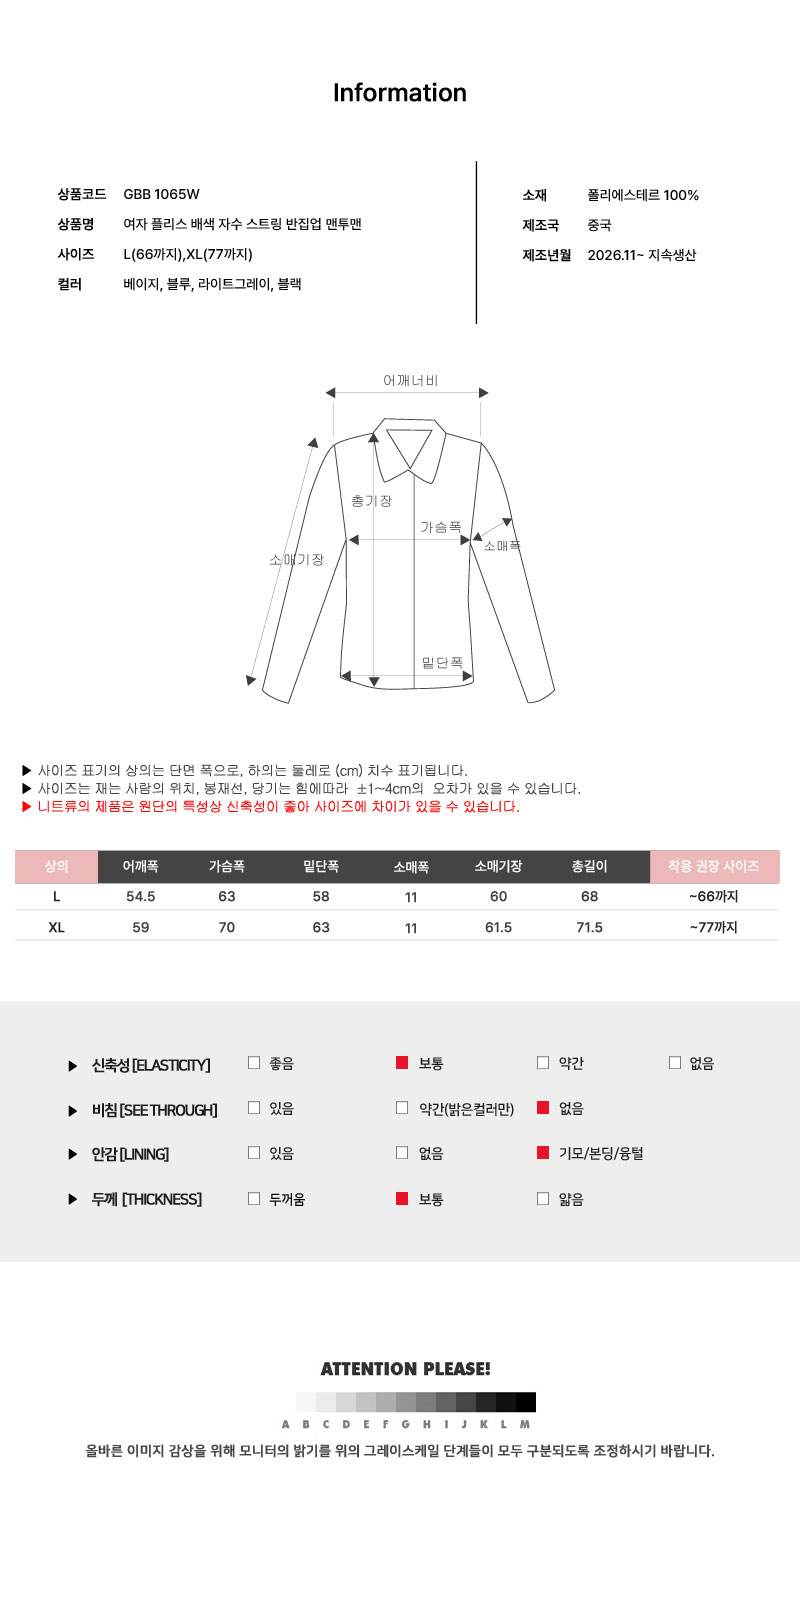 Information
상품코드 GBB 1065W
상품명 여자 플리스 배색 자수 스트링 반집업 맨투맨
사이즈 L(66까지),XL(77까지)
컬러 베이지, 블루, 라이트그레이, 블랙
소재 폴리에스테르 100%
제조국 중국
제조년월 2026.11~ 지속생산
어깨너비
총기장
가슴폭
소매폭
소매기장
밑단폭
▶ 사이즈 표기의 상의는 단면 폭으로, 하의는 둘레로 (cm) 치수 표기됩니다.
▶ 사이즈는 재는 사람의 위치, 봉재선, 당기는 힘에따라 ±1~4cm의 오차가 있을 수 있습니다.
▶ 니트류의 제품은 원단의 특성상 신축성이 좋아 사이즈에 차이가 있을 수 있습니다.
상의 어깨폭 가슴폭 밑단폭 소매폭 소매기장 총길이 착용 권장 사이즈
L 54.5 63 58 11 60 68 ~66까지
XL 59 70 63 11 61.5 71.5 ~77까지
▶ 신축성[ELASTICITY] 좋음 보통 약간 없음
▶ 비침[SEE THROUGH] 있음 약간(밝은컬러만) 없음
▶ 안감[LINING] 있음 없음 기모/본딩/융털
▶ 두께 [THICKNESS] 두꺼움 보통 얇음
ATTENTION PLEASE!
A B C D E F G H I J K L M
올바른 이미지 감상을 위해 모니터의 밝기를 위의 그레이스케일 단계들이 모두 구분되도록 조정하시기 바랍니다.